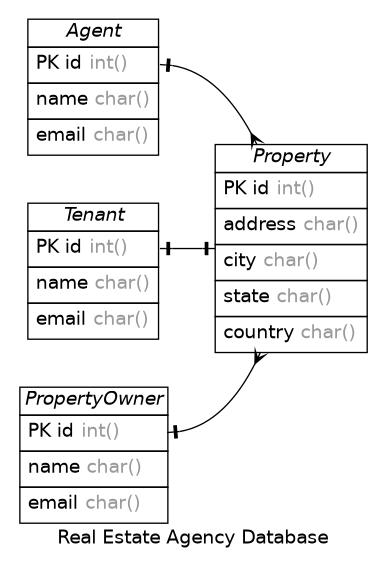 Agent
PK id int()
name char()
email char()
Property
PK id int()
address char()
city char()
state char()
country char()
Tenant
PK id int()
name char()
email char()
PropertyOwner
PK id int()
name char()
email char()
Real Estate Agency Database